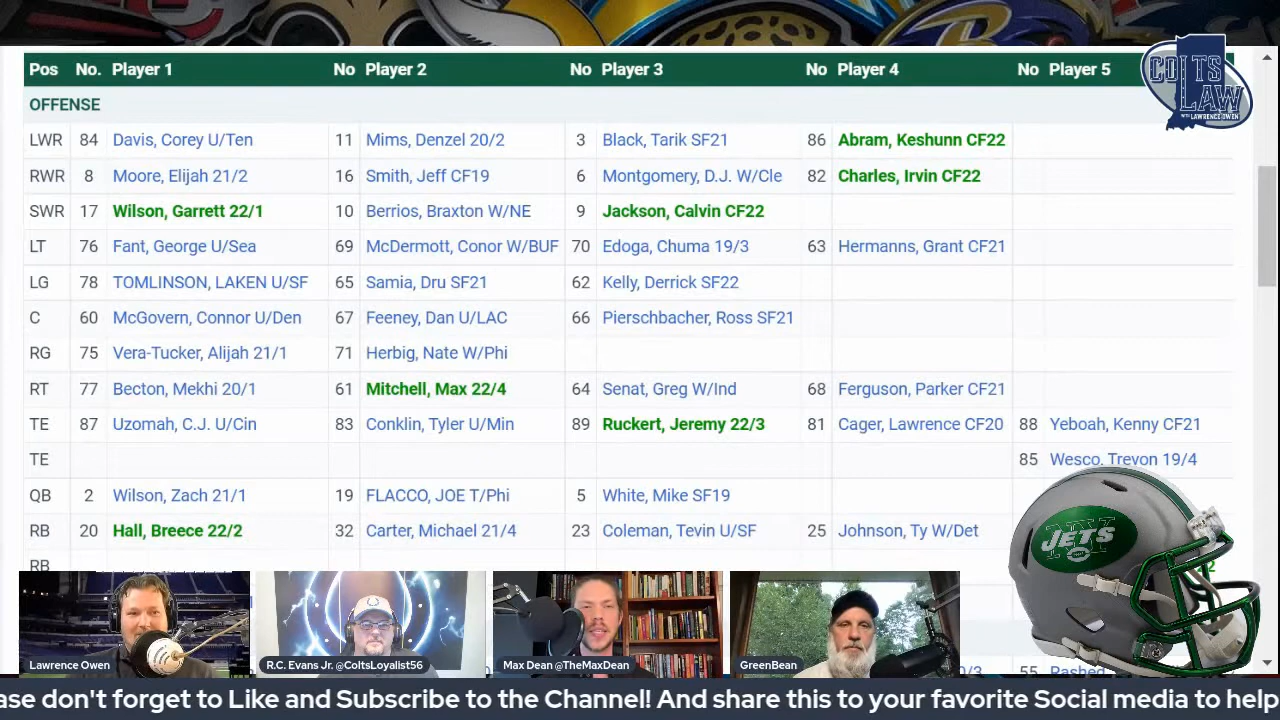 Pos No. Player 1 No Player 2 No Player 3 No Player 4 No Player 5
COLTS
LAW
WITH LAWRENCE OWEN
OFFENSE
LWR 84 Davis, Corey U/Ten 11 Mims, Denzel 20/2 3 Black, Tarik SF21 86 Abram, Keshunn CF22
RWR 8 Moore, Elijah 21/2 16 Smith, Jeff CF19 6 Montgomery, D.J. W/Cle 82 Charles, Irvin CF22
SWR 17 Wilson, Garrett 22/1 10 Berrios, Braxton W/NE 9 Jackson, Calvin CF22
LT 76 Fant, George U/Sea 69 McDermott, Conor W/BUF 70 Edoga, Chuma 19/3 63 Hermanns, Grant CF21
LG 78 TOMLINSON, LAKEN U/SF 65 Samia, Dru SF21 62 Kelly, Derrick SF22
C 60 McGovern, Connor U/Den 67 Feeney, Dan U/LAC 66 Pierschbacher, Ross SF21
RG 75 Vera-Tucker, Alijah 21/1 71 Herbig, Nate W/Phi
RT 77 Becton, Mekhi 20/1 61 Mitchell, Max 22/4 64 Senat, Greg W/Ind 68 Ferguson, Parker CF21
TE 87 Uzomah, C.J. U/Cin 83 Conklin, Tyler U/Min 89 Ruckert, Jeremy 22/3 81 Cager, Lawrence CF20 88 Yeboah, Kenny CF21
TE 85 Wesco, Trevon 19/4
QB 2 Wilson, Zach 21/1 19 FLACCO, JOE T/Phi 5 White, Mike SF19
RB 20 Hall, Breece 22/2 32 Carter, Michael 21/4 23 Coleman, Tevin U/SF 25 Johnson, Ty W/Det
RB
JETS
Lawrence Owen
R.C. Evans Jr. @ColtsLoyalist56
Max Dean @TheMaxDean
GreenBean
0/3 55 Rashed
ase don't forget to Like and Subscribe to the Channel! And share this to your favorite Social media to help